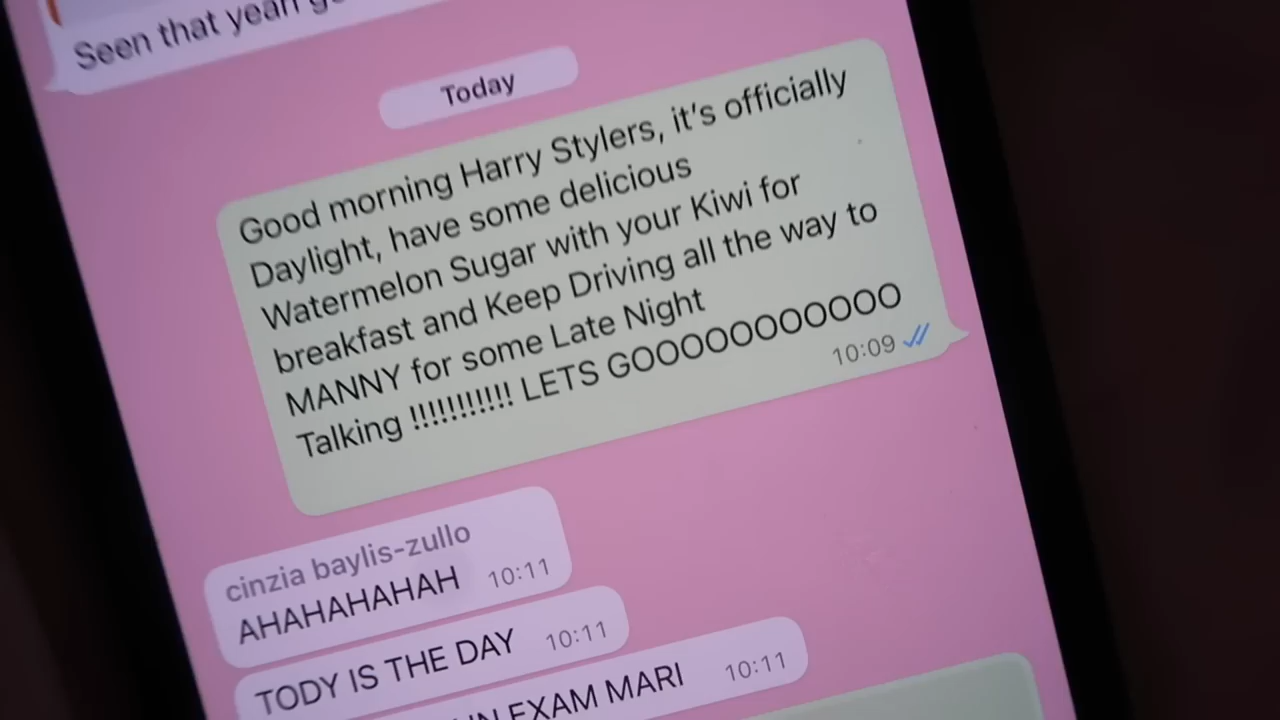 Seen that yeah
Today
Good morning Harry Stylers, it's officially
Daylight, have some delicious
Watermelon Sugar with your Kiwi for
breakfast and Keep Driving all the way to
MANNY for some Late Night
Talking !!!!!!!!!!! LETS GOOOOOOOOOOO
10:09
cinzia baylis-zullo
AHAHAHAHAH 10:11
TODY IS THE DAY 10:11
EXAM MARI 10:11